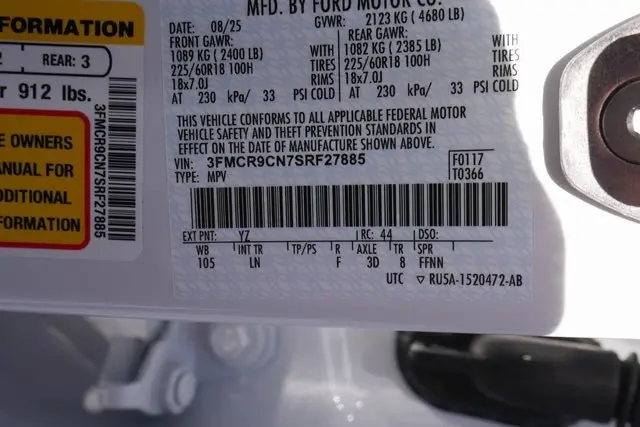 FORMATION
2 REAR: 3
r 912 lbs.
E OWNERS
ANUAL FOR
ADDITIONAL
FORMATION
3FMCR9CN7SRF27885
MFD. BY FORD MOTOR CO.
DATE: 08/25 GVWR: 2123 KG ( 4680 LB)
FRONT GAWR: REAR GAWR:
1089 KG ( 2400 LB) WITH 1082 KG ( 2385 LB) WITH
225/60R18 100H TIRES 225/60R18 100H TIRES
18x7.0J RIMS 18x7.0J RIMS
AT 230 kPa/ 33 PSI COLD AT 230 kPa/ 33 PSI COLD
THIS VEHICLE CONFORMS TO ALL APPLICABLE FEDERAL MOTOR
VEHICLE SAFETY AND THEFT PREVENTION STANDARDS IN
EFFECT ON THE DATE OF MANUFACTURE SHOWN ABOVE.
VIN: 3FMCR9CN7SRF27885 F0117
TYPE: MPV T0366
EXT PNT: YZ RC: 44 DSO:
WB INT TR TP/PS R AXLE TR SPR
105 LN F 3D 8 FFNN
UTC ▽ RU5A-1520472-AB